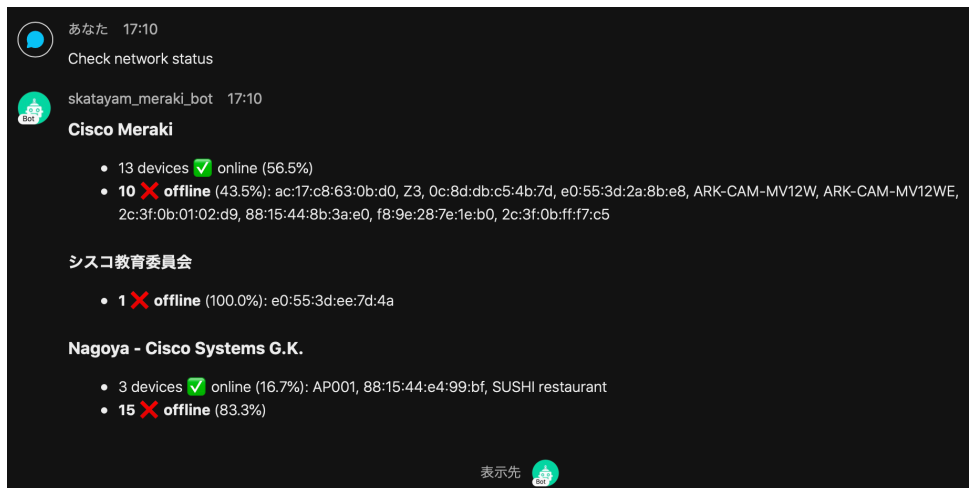 あなた 17:10
Check network status
skatayam_meraki_bot 17:10
Bot
Cisco Meraki
• 13 devices ✅ online (56.5%)
• 10 ❌ offline (43.5%): ac:17:c8:63:0b:d0, Z3, 0c:8d:db:c5:4b:7d, e0:55:3d:2a:8b:e8, ARK-CAM-MV12W, ARK-CAM-MV12WE,
2c:3f:0b:01:02:d9, 88:15:44:8b:3a:e0, f8:9e:28:7e:1e:b0, 2c:3f:0b:ff:f7:c5
シスコ教育委員会
• 1 ❌ offline (100.0%): e0:55:3d:ee:7d:4a
Nagoya - Cisco Systems G.K.
• 3 devices ✅ online (16.7%): AP001, 88:15:44:e4:99:bf, SUSHI restaurant
• 15 ❌ offline (83.3%)
表示先
Bot